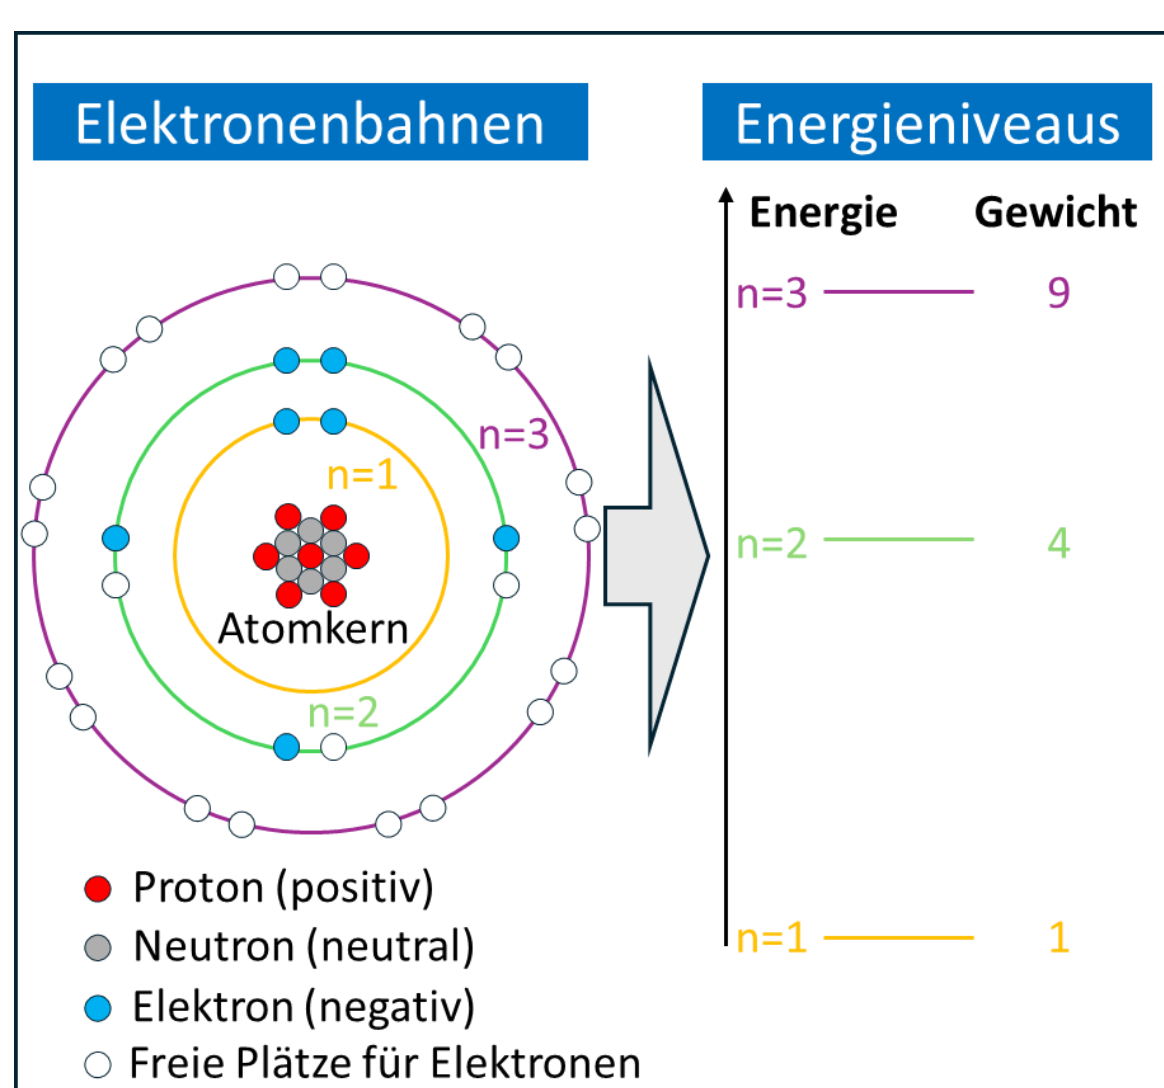 Elektronenbahnen
Energieniveaus
Energie Gewicht
n=3 9
n=3
n=1
n=2 4
Atomkern
n=2
n=1 1
Proton (positiv)
Neutron (neutral)
Elektron (negativ)
Freie Plätze für Elektronen